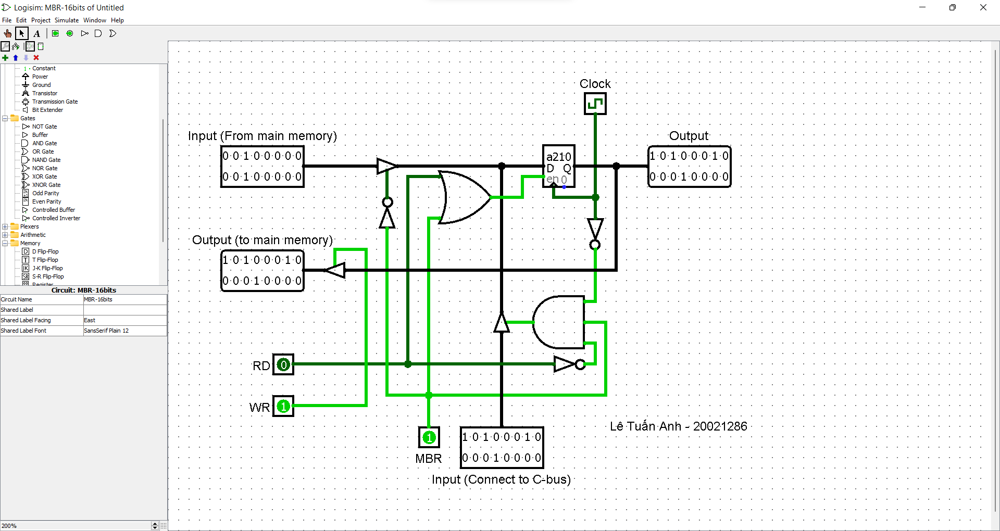 Logisim: MBR-16bits of Untitled
File Edit Project Simulate Window Help
A
1 Constant
Power
Ground
Transistor
Transmission Gate
Bit Extender
Gates
NOT Gate
Buffer
AND Gate
OR Gate
NAND Gate
NOR Gate
XOR Gate
XNOR Gate
Odd Parity
Even Parity
Controlled Buffer
Controlled Inverter
Plexers
Arithmetic
Memory
D Flip-Flop
T Flip-Flop
J-K Flip-Flop
S-R Flip-Flop
Register
Circuit: MBR-16bits
Circuit Name MBR-16bits
Shared Label
Shared Label Facing East
Shared Label Font SansSerif Plain 12
200%
Clock
Input (From main memory)
0 0 1 0 0 0 0 0
0 0 1 0 0 0 0 0
a210
D Q
en 0
Output
1 0 1 0 0 0 1 0
0 0 0 1 0 0 0 0
Output (to main memory)
1 0 1 0 0 0 1 0
0 0 0 1 0 0 0 0
RD 0
WR 1
1
MBR
1 0 1 0 0 0 1 0
0 0 0 1 0 0 0 0
Input (Connect to C-bus)
Lê Tuấn Anh - 20021286